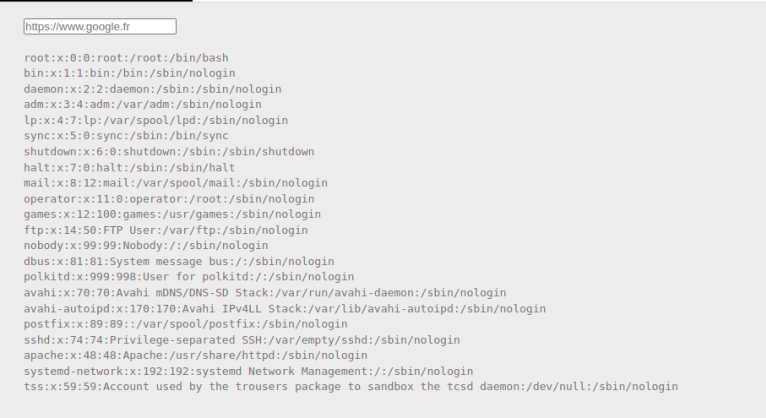 https://www.google.fr
root:x:0:0:root:/root:/bin/bash
bin:x:1:1:bin:/bin:/sbin/nologin
daemon:x:2:2:daemon:/sbin:/sbin/nologin
adm:x:3:4:adm:/var/adm:/sbin/nologin
lp:x:4:7:lp:/var/spool/lpd:/sbin/nologin
sync:x:5:0:sync:/sbin:/bin/sync
shutdown:x:6:0:shutdown:/sbin:/sbin/shutdown
halt:x:7:0:halt:/sbin:/sbin/halt
mail:x:8:12:mail:/var/spool/mail:/sbin/nologin
operator:x:11:0:operator:/root:/sbin/nologin
games:x:12:100:games:/usr/games:/sbin/nologin
ftp:x:14:50:FTP User:/var/ftp:/sbin/nologin
nobody:x:99:99:Nobody:/:/sbin/nologin
dbus:x:81:81:System message bus:/:/sbin/nologin
polkitd:x:999:998:User for polkitd:/:/sbin/nologin
avahi:x:70:70:Avahi mDNS/DNS-SD Stack:/var/run/avahi-daemon:/sbin/nologin
avahi-autoipd:x:170:170:Avahi IPv4LL Stack:/var/lib/avahi-autoipd:/sbin/nologin
postfix:x:89:89::/var/spool/postfix:/sbin/nologin
sshd:x:74:74:Privilege-separated SSH:/var/empty/sshd:/sbin/nologin
apache:x:48:48:Apache:/usr/share/httpd:/sbin/nologin
systemd-network:x:192:192:systemd Network Management:/:/sbin/nologin
tss:x:59:59:Account used by the trousers package to sandbox the tcsd daemon:/dev/null:/sbin/nologin